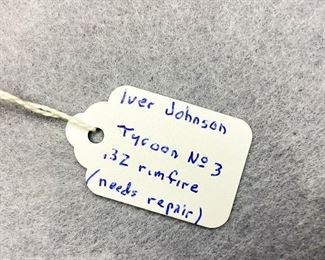 Iver Johnson
Tycoon No 3
.32 rimfire
(needs repair)